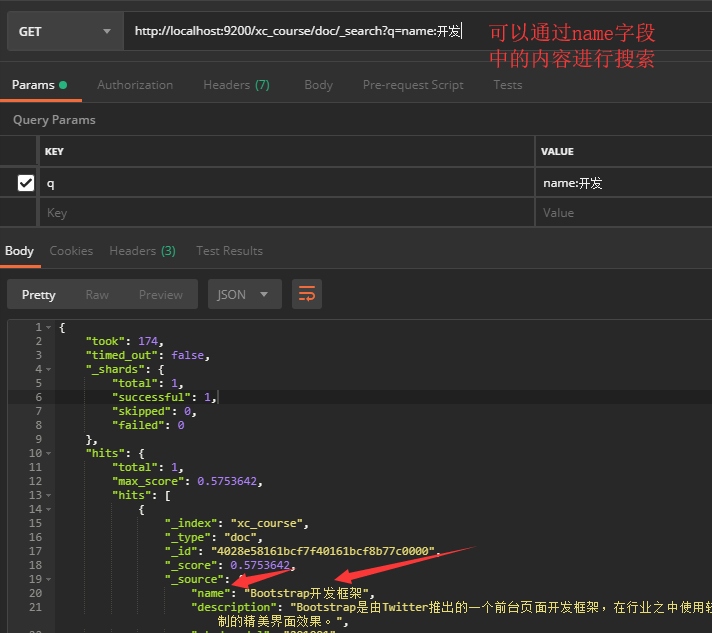 GET
http://localhost:9200/xc_course/doc/_search?q=name:开发
可以通过name字段
中的内容进行搜索
Params
Authorization
Headers (7)
Body
Pre-request Script
Tests
Query Params
KEY
VALUE
q
name:开发
Key
Value
Body
Cookies
Headers (3)
Test Results
Pretty
Raw
Preview
JSON
1 {
2 "took": 174,
3 "timed_out": false,
4 "_shards": {
5 "total": 1,
6 "successful": 1,
7 "skipped": 0,
8 "failed": 0
9 },
10 "hits": {
11 "total": 1,
12 "max_score": 0.5753642,
13 "hits": [
14 {
15 "_index": "xc_course",
16 "_type": "doc",
17 "_id": "4028e58161bcf7f40161bcf8b77c0000",
18 "_score": 0.5753642,
19 "_source": {
20 "name": "Bootstrap开发框架",
21 "description": "Bootstrap是由Twitter推出的一个前台页面开发框架，在行业之中使用较
制的精美界面效果。",